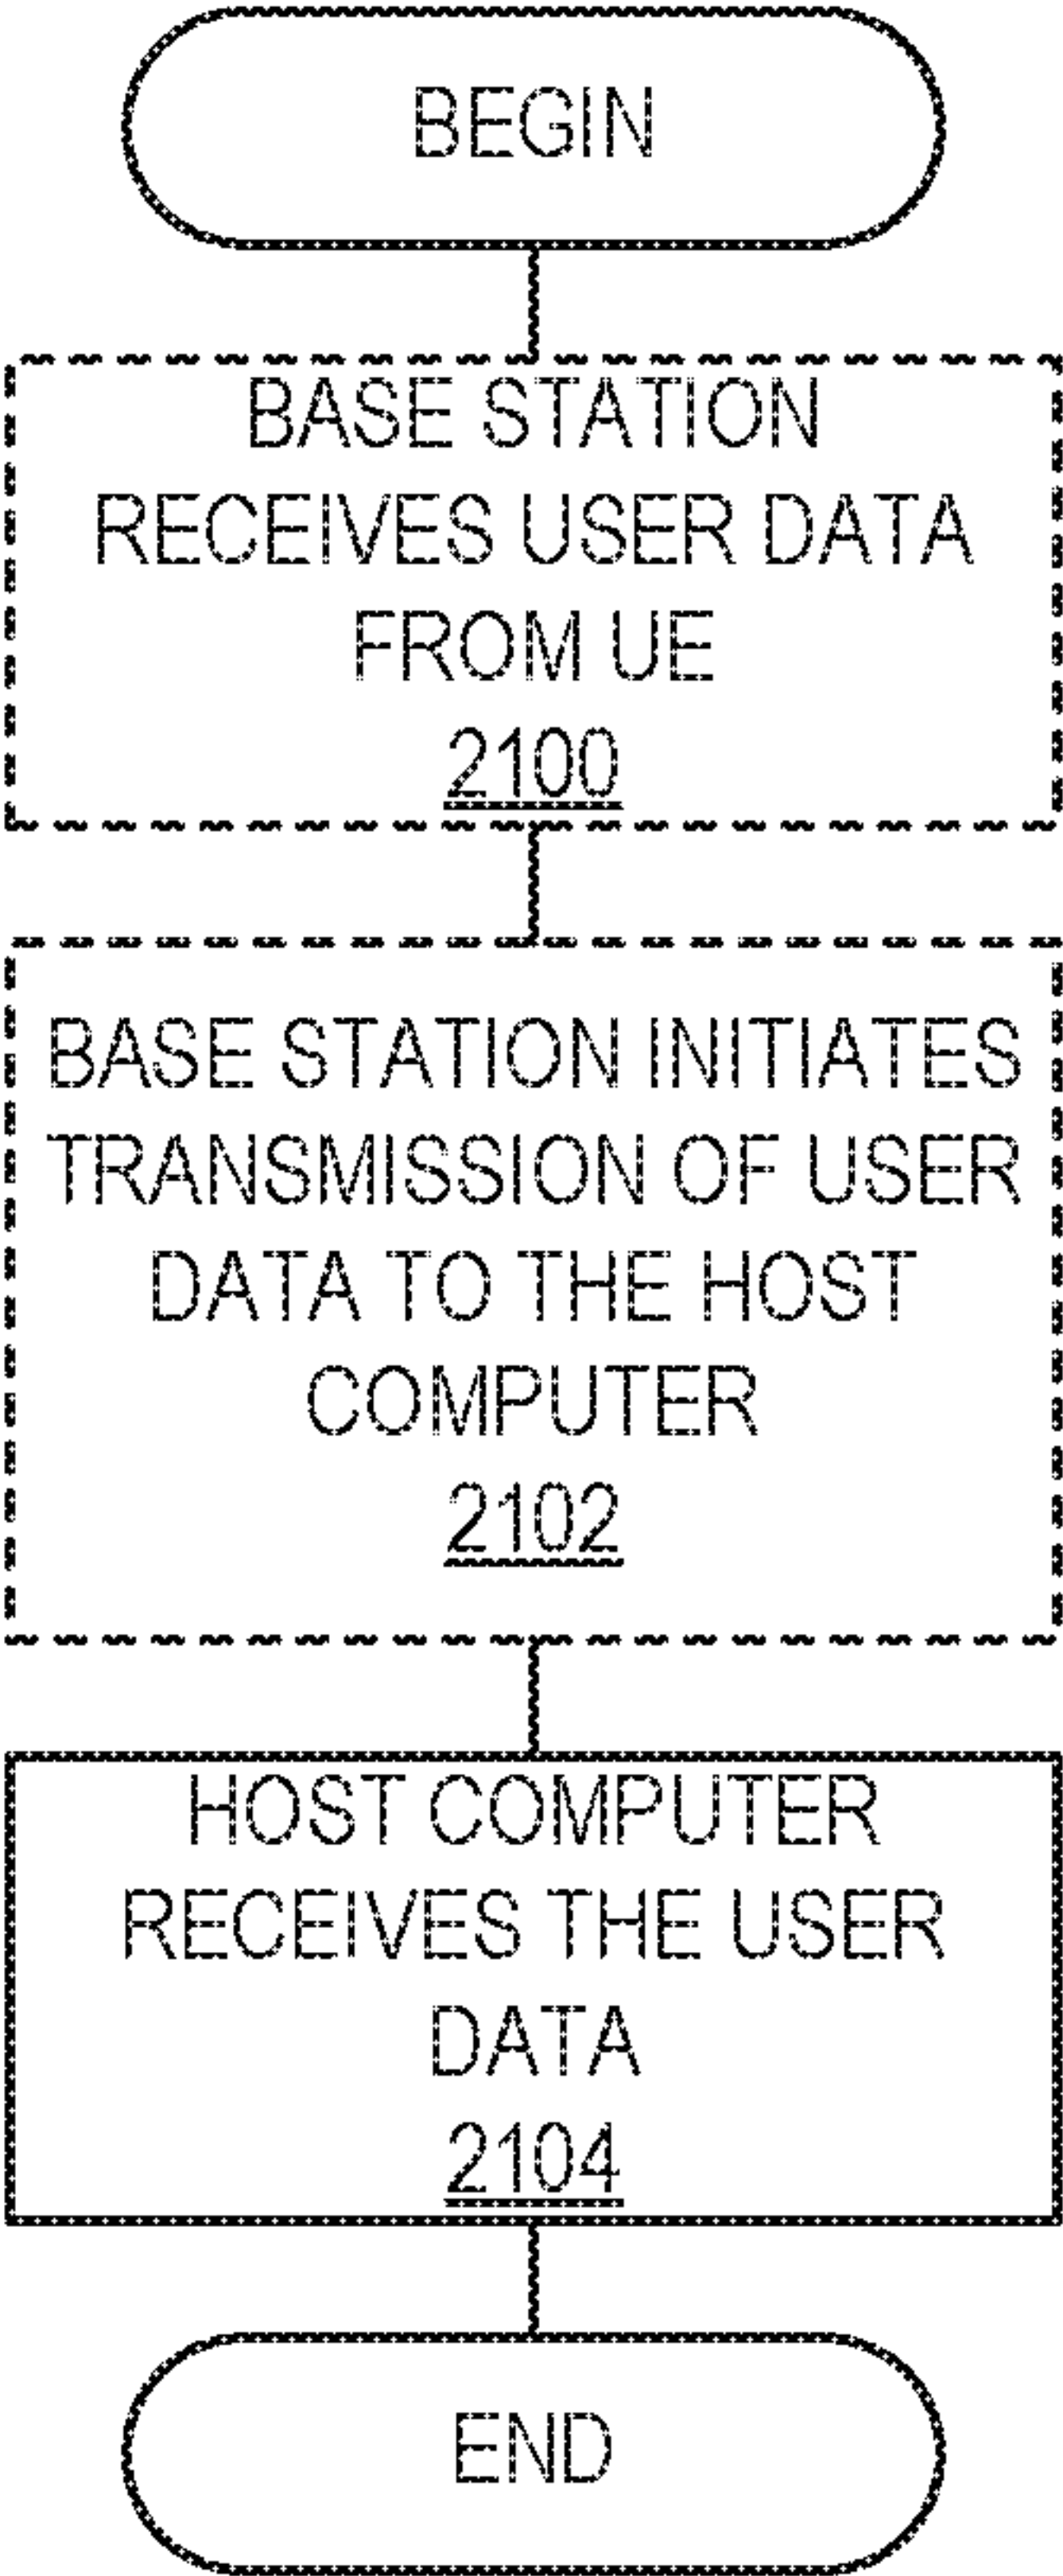 BEGIN
BASE STATION
RECEIVES USER DATA
FROM UE
2100
BASE STATION INITIATES
TRANSMISSION OF USER
DATA TO THE HOST
COMPUTER
2102
HOST COMPUTER
RECEIVES THE USER
DATA
2104
END